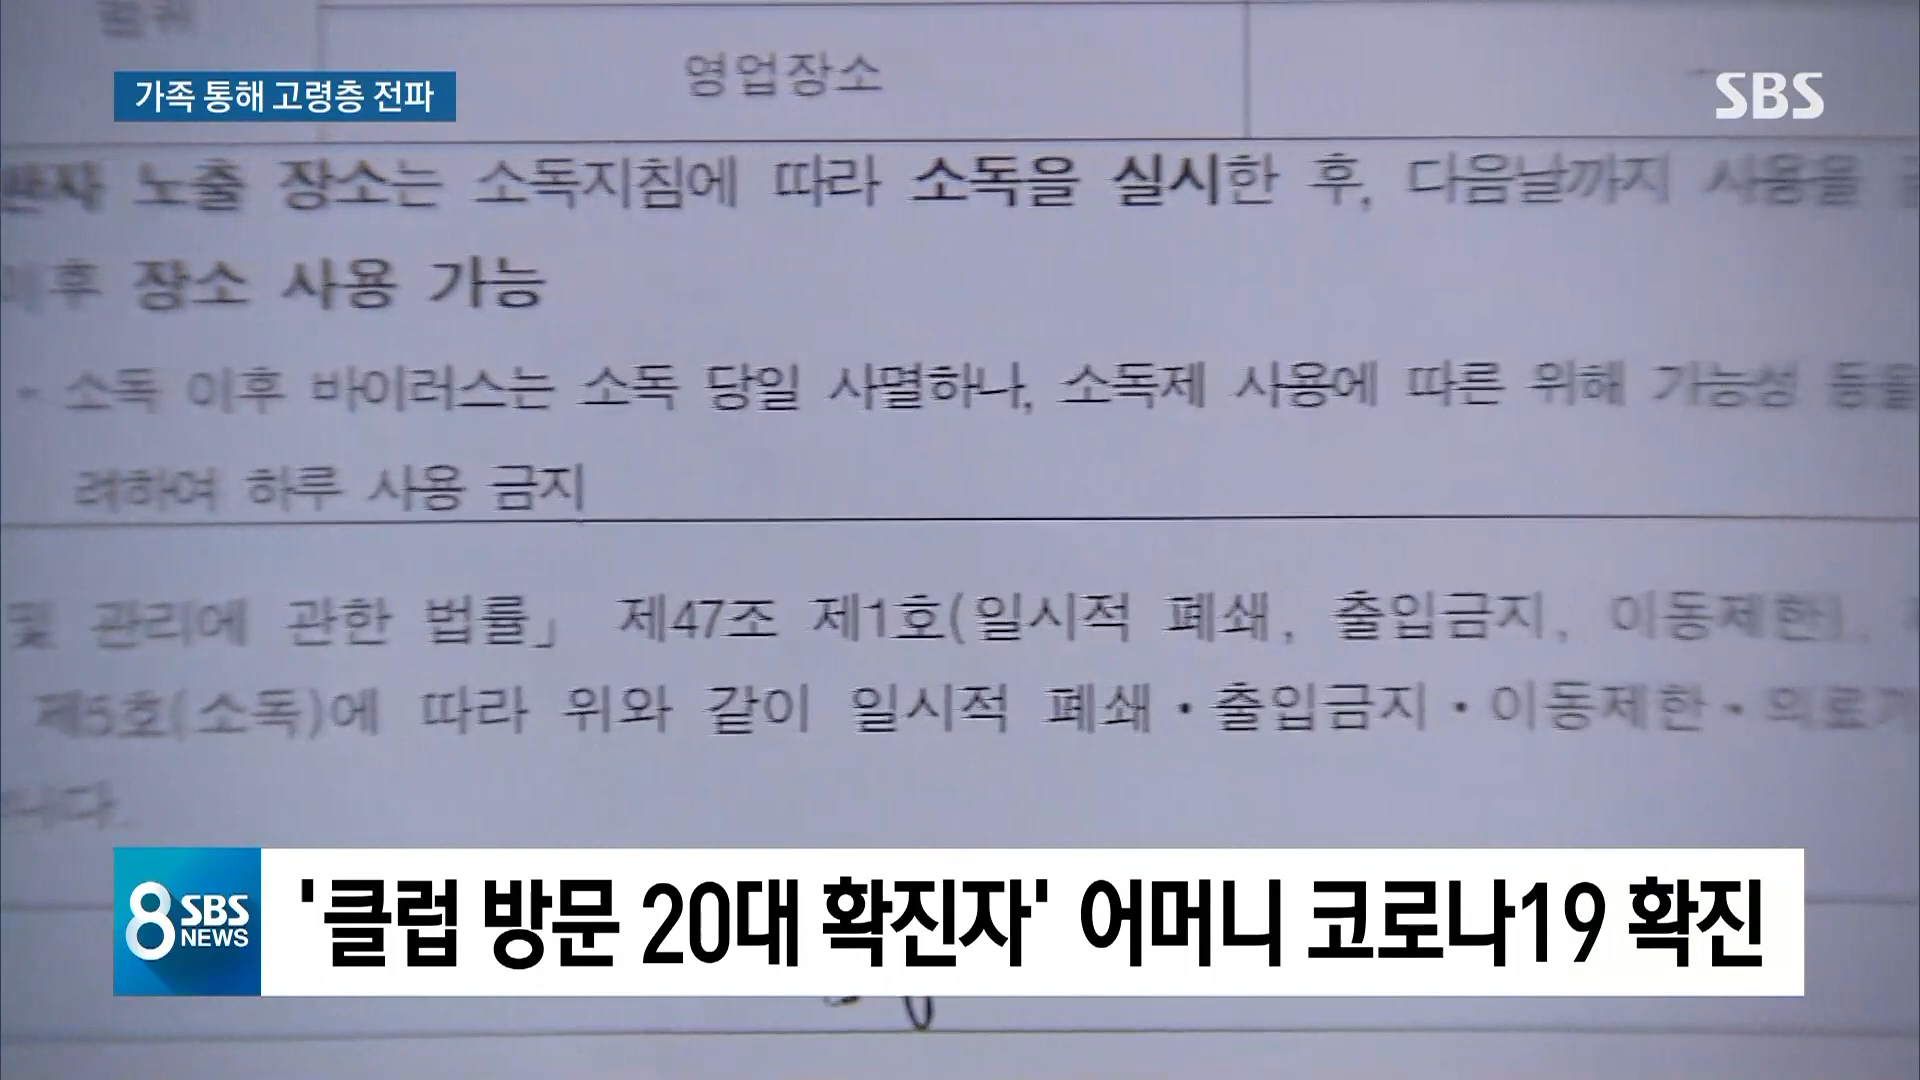 영업장소
가족 통해 고령층 전파
SBS
환자 노출 장소는 소독지침에 따라 소독을 실시한 후, 다음날까지 사용을
이후 장소 사용 가능
- 소독 이후 바이러스는 소독 당일 사멸하나, 소독제 사용에 따른 위해 가능성 등을
려하여 하루 사용 금지
및 관리에 관한 법률」 제47조 제1호(일시적 폐쇄, 출입금지, 이동제한),
제5호(소독)에 따라 위와 같이 일시적 폐쇄·출입금지·이동제한·의료기
니다.
8 SBS NEWS
'클럽 방문 20대 확진자' 어머니 코로나19 확진